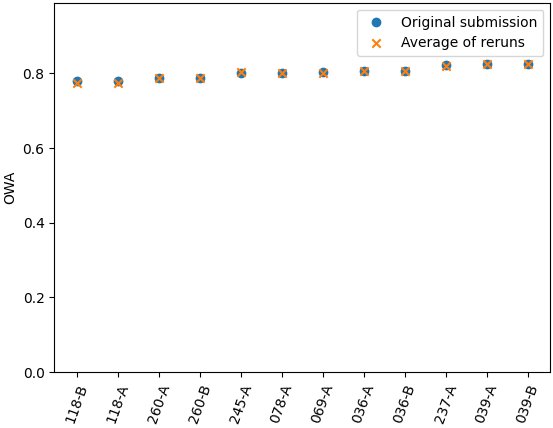 Original submission
Average of reruns
OWA
0.8
0.6
0.4
0.2
0.0
118-B
118-A
260-A
260-B
245-A
078-A
069-A
036-A
036-B
237-A
039-A
039-B